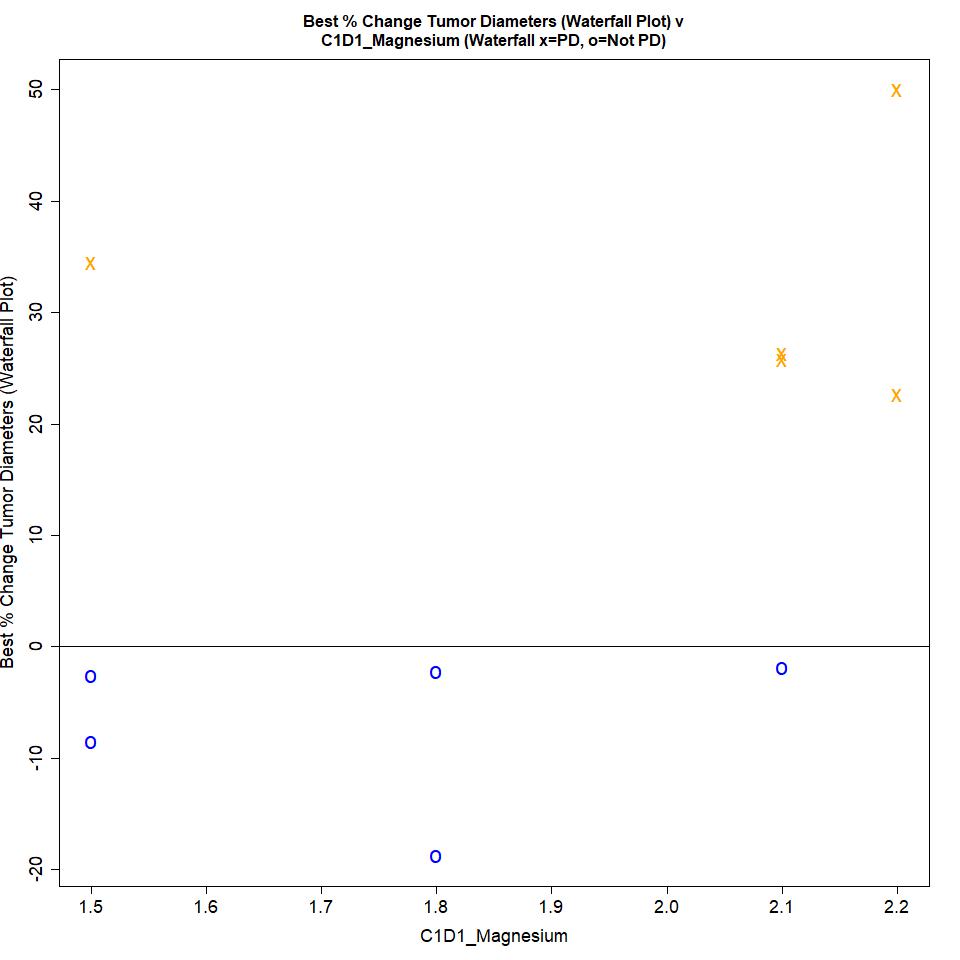 Best % Change Tumor Diameters (Waterfall Plot) v
C1D1_Magnesium (Waterfall x=PD, o=Not PD)
Best % Change Tumor Diameters (Waterfall Plot)
50
40
30
20
10
0
-10
-20
X
X
X
X
X
O
O
O
O
O
1.5 1.6 1.7 1.8 1.9 2.0 2.1 2.2
C1D1_Magnesium